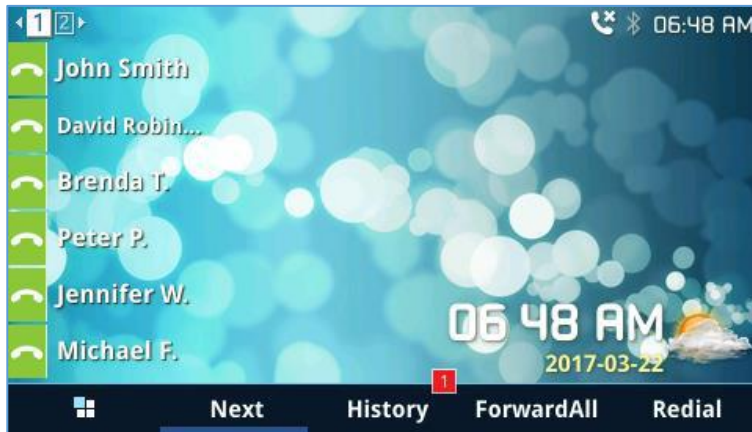 1 2
06:48 AM
John Smith
David Robin...
Brenda T.
Peter P.
Jennifer W.
Michael F.
06 48 AM
2017-03-22
1
Next History ForwardAll Redial